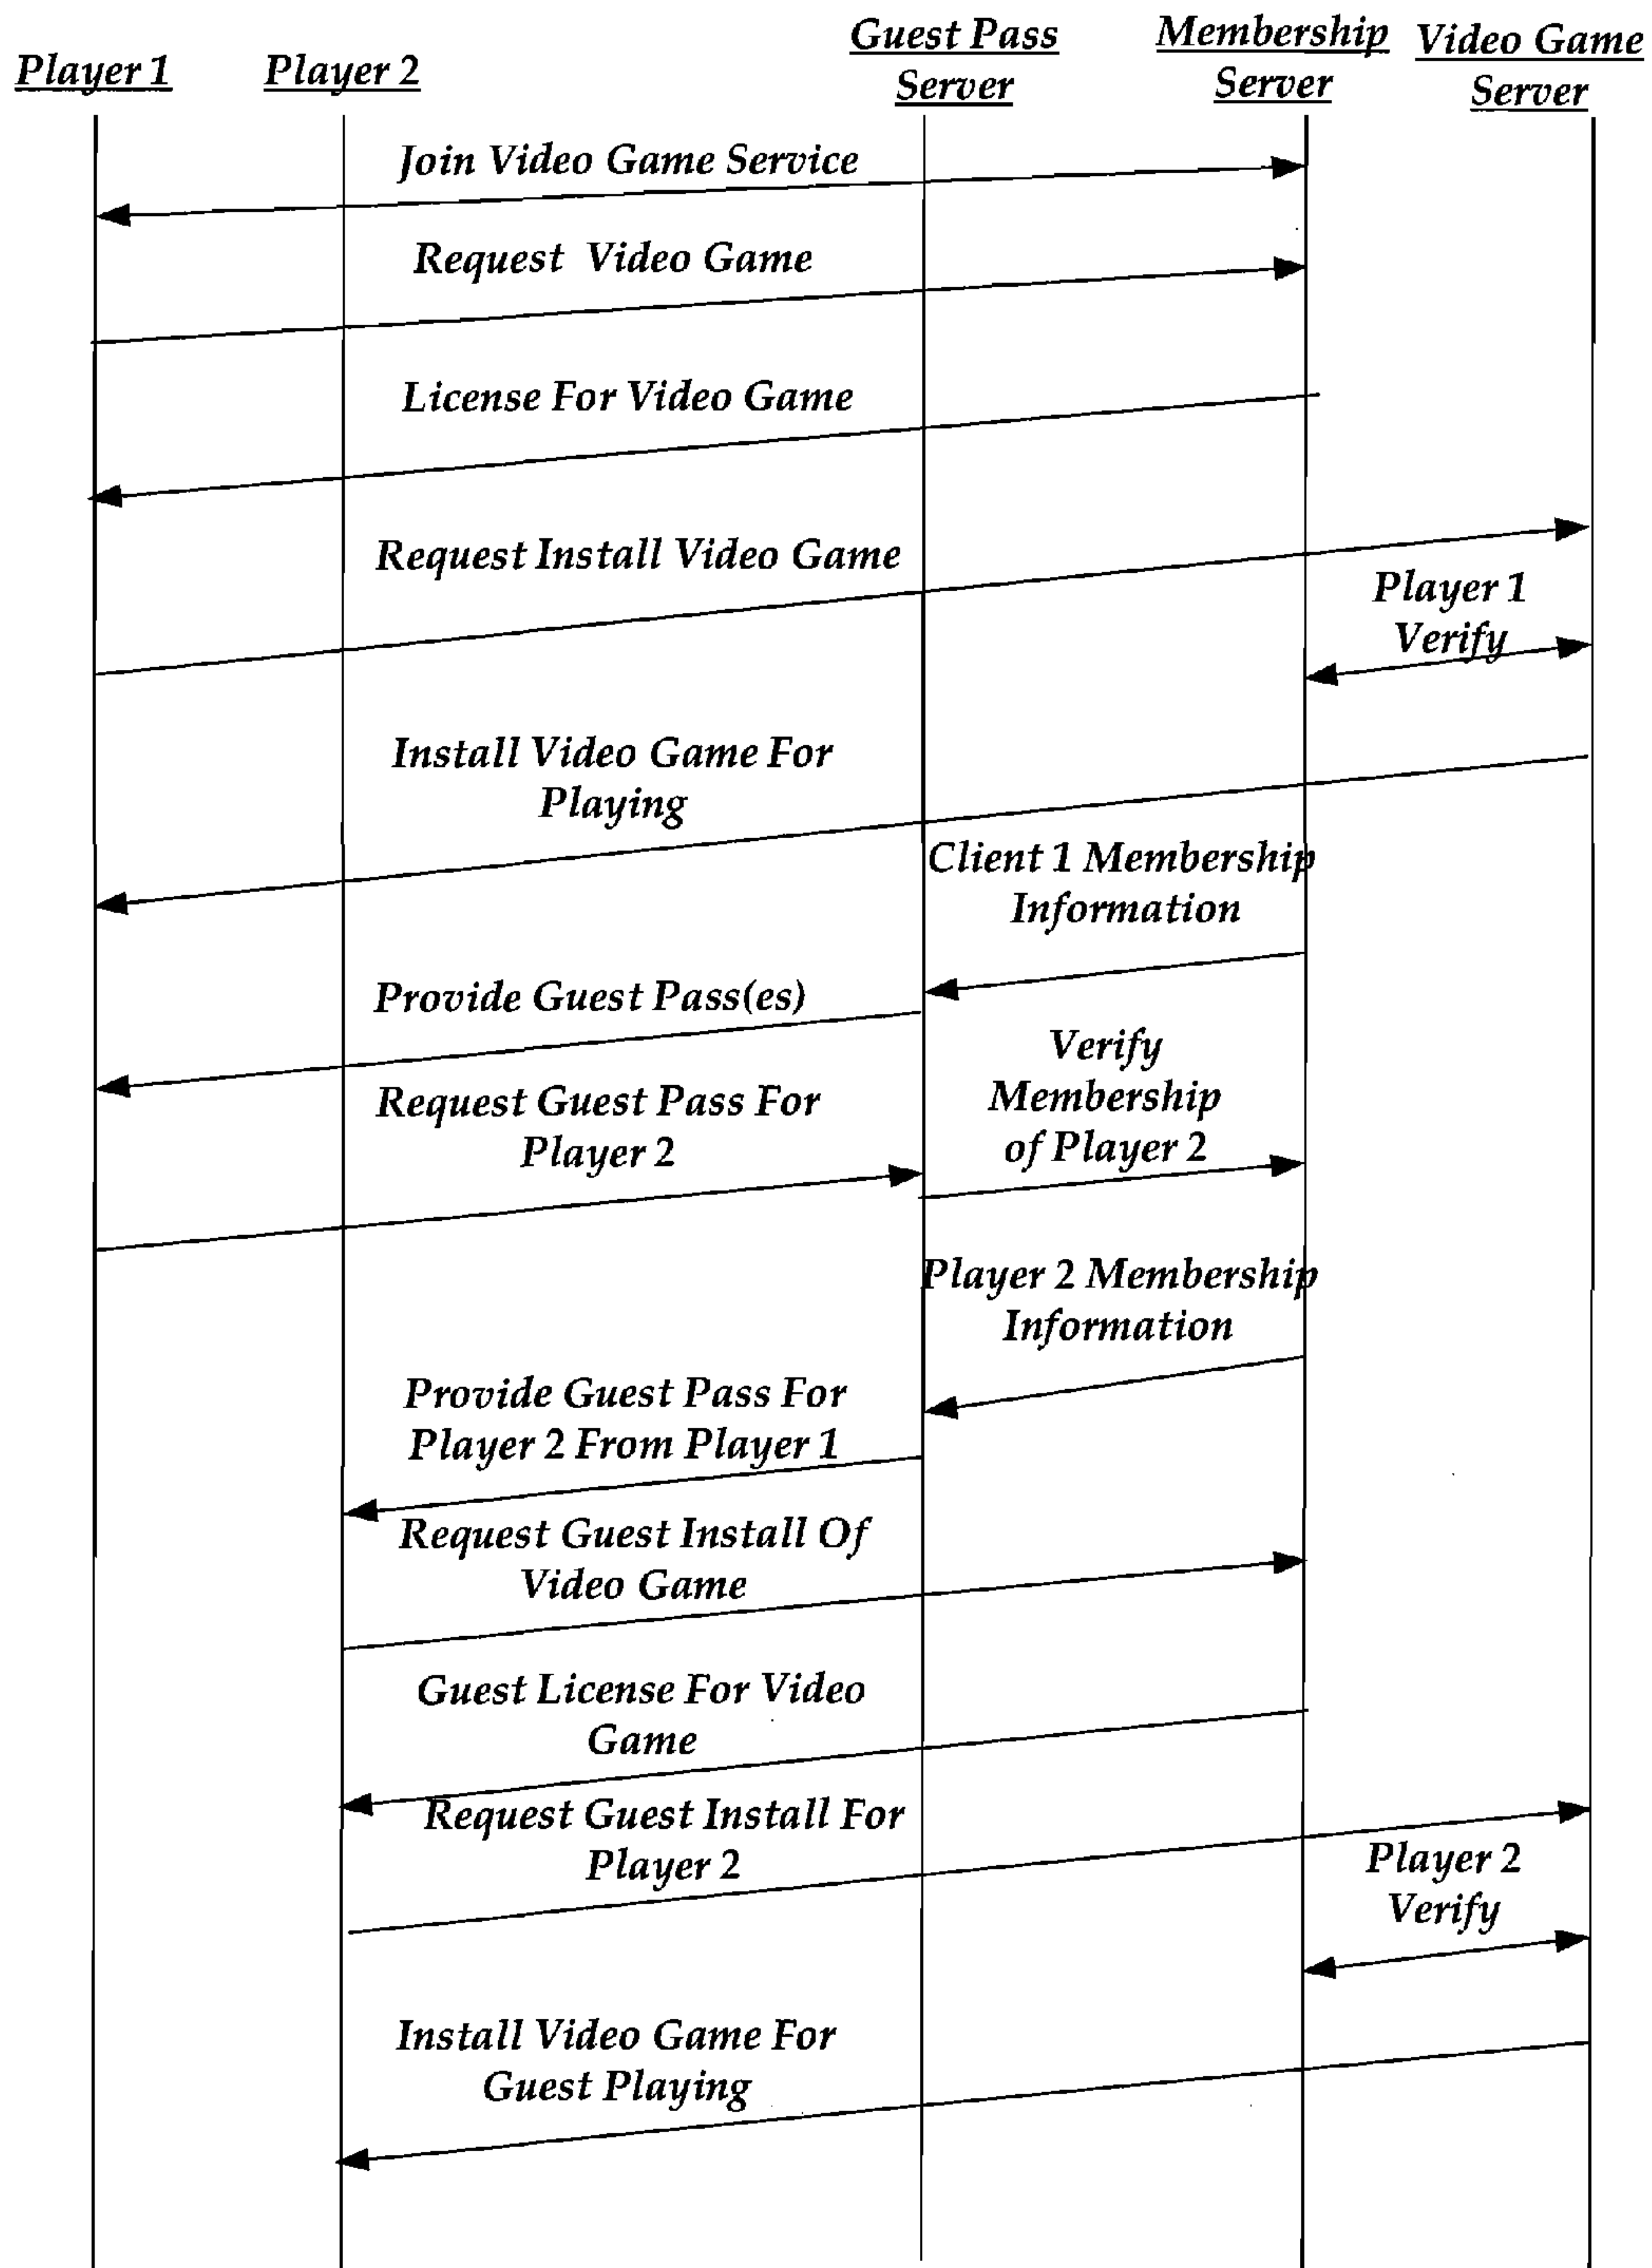 Player 1
Player 2
Guest Pass
Server
Membership
Server
Video Game
Server
Join Video Game Service
Request Video Game
License For Video Game
Request Install Video Game
Player 1
Verify
Install Video Game For
Playing
Client 1 Membership
Information
Provide Guest Pass(es)
Verify
Membership
of Player 2
Request Guest Pass For
Player 2
Player 2 Membership
Information
Provide Guest Pass For
Player 2 From Player 1
Request Guest Install Of
Video Game
Guest License For Video
Game
Request Guest Install For
Player 2
Player 2
Verify
Install Video Game For
Guest Playing